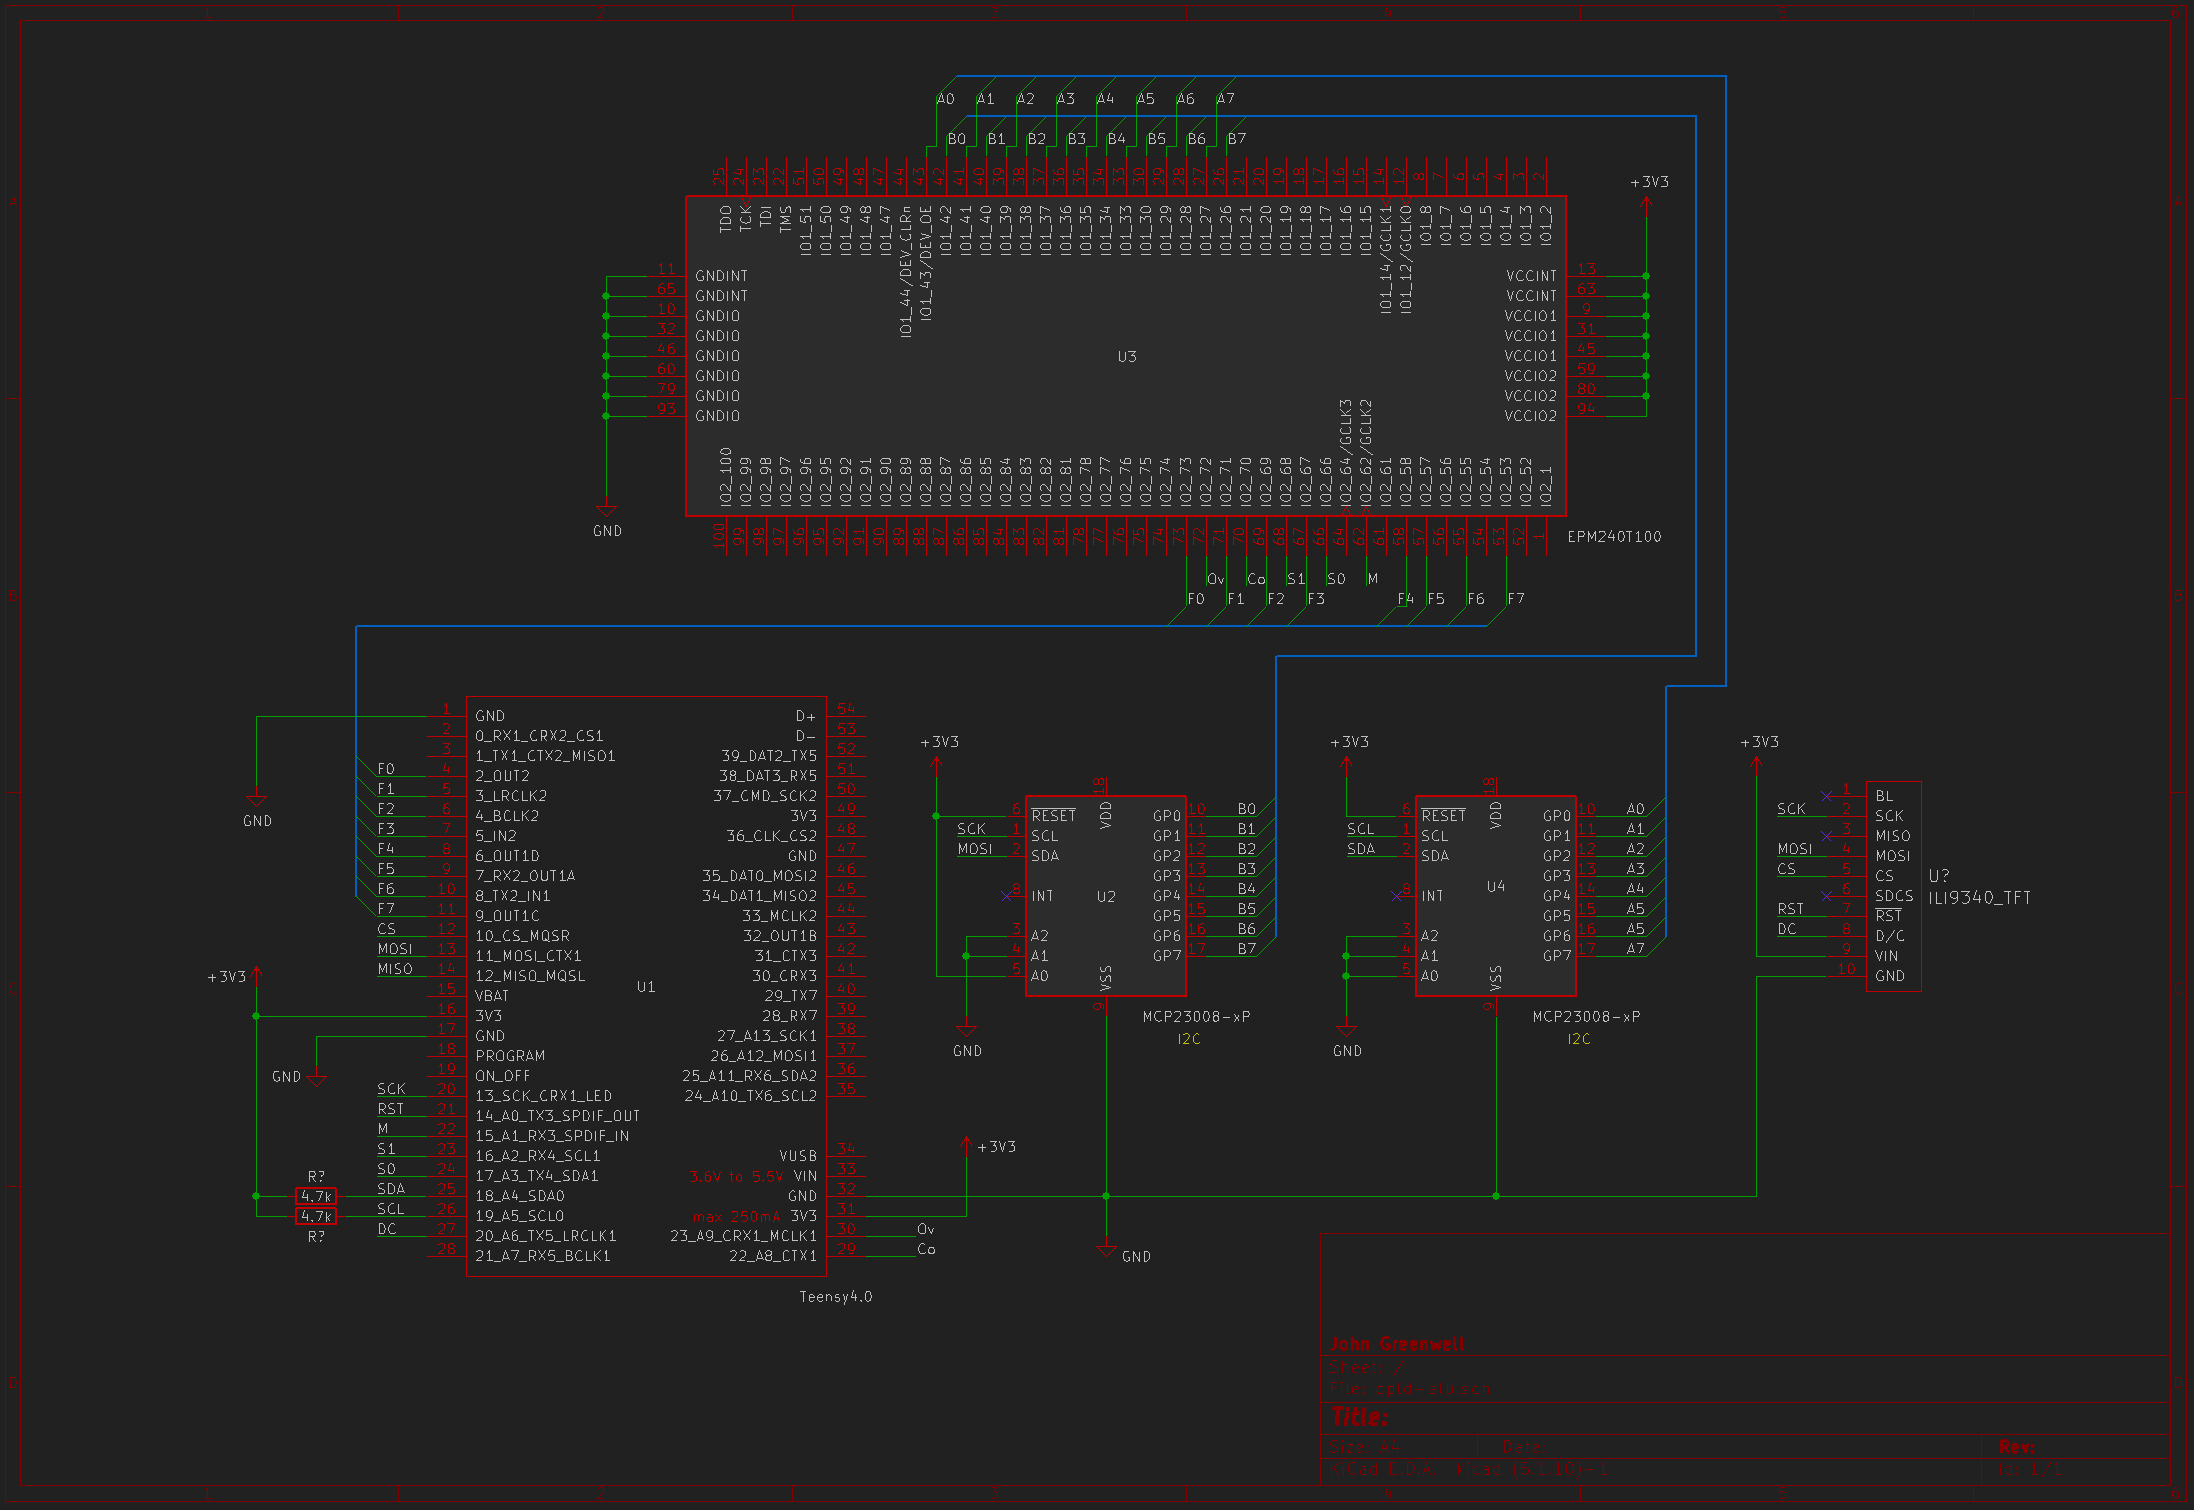 A0 A1 A2 A3 A4 A5 A6 A7
B0 B1 B2 B3 B4 B5 B6 B7
25 24 23 22 51 50 49 48 47 44 43 42 41 40 39 38 37 36 35 34 33 30 29 28 27 26 21 20 19 18 17 16 15 14 12 8 7 6 5 4 3 2
TDO TCK TDI TMS IO1_51 IO1_50 IO1_49 IO1_48 IO1_47 IO1_44/DEV_CLRn IO1_43/DEV_OE IO1_42 IO1_41 IO1_40 IO1_39 IO1_38 IO1_37 IO1_36 IO1_35 IO1_34 IO1_33 IO1_30 IO1_29 IO1_28 IO1_27 IO1_26 IO1_21 IO1_20 IO1_19 IO1_18 IO1_17 IO1_16 IO1_15 IO1_14/GCLK1 IO1_12/GCLK0 IO1_8 IO1_7 IO1_6 IO1_5 IO1_4 IO1_3 IO1_2
+3V3
11 GNDINT VCCINT 13
65 GNDINT VCCINT 63
10 GNDIO VCCIO1 9
32 GNDIO VCCIO1 31
46 GNDIO VCCIO1 45
60 GNDIO VCCIO2 59
79 GNDIO VCCIO2 80
93 GNDIO VCCIO2 94
U3
GND
IO2_100 IO2_99 IO2_98 IO2_97 IO2_96 IO2_95 IO2_92 IO2_91 IO2_90 IO2_89 IO2_88 IO2_87 IO2_86 IO2_85 IO2_84 IO2_83 IO2_82 IO2_81 IO2_78 IO2_77 IO2_76 IO2_75 IO2_74 IO2_73 IO2_72 IO2_71 IO2_70 IO2_69 IO2_68 IO2_67 IO2_66 IO2_64/GCLK3 IO2_62/GCLK2 IO2_61 IO2_58 IO2_57 IO2_56 IO2_55 IO2_54 IO2_53 IO2_52 IO2_1
100 99 98 97 96 95 92 91 90 89 88 87 86 85 84 83 82 81 78 77 76 75 74 73 72 71 70 69 68 67 66 64 62 61 58 57 56 55 54 53 52 1
EPM240T100
Ov Co S1 S0 M
F0 F1 F2 F3 F4 F5 F6 F7
1 GND
2 0_RX1_CRX2_CS1
3 1_TX1_CTX2_MISO1
F0 4 2_OUT2
F1 5 3_LRCLK2
F2 6 4_BCLK2
F3 7 5_IN2
F4 8 6_OUT1D
F5 9 7_RX2_OUT1A
F6 10 8_TX2_IN1
F7 11 9_OUT1C
CS 12 10_CS_MQSR
MOSI 13 11_MOSI_CTX1
MISO 14 12_MISO_MQSL
15 VBAT
16 3V3
17 GND
18 PROGRAM
19 ON_OFF
SCK 20 13_SCK_CRX1_LED
RST 21 14_A0_TX3_SPDIF_OUT
M 22 15_A1_RX3_SPDIF_IN
S1 23 16_A2_RX4_SCL1
S0 24 17_A3_TX4_SDA1
SDA 25 18_A4_SDA0
SCL 26 19_A5_SCL0
DC 27 20_A6_TX5_LRCLK1
28 21_A7_RX5_BCLK1
GND
+3V3
GND
R?
4.7k
4.7k
R?
U1
D+ 54
D- 53
39_DAT2_TX5 52
38_DAT3_RX5 51
37_CMD_SCK2 50
3V3 49
36_CLK_CS2 48
GND 47
35_DAT0_MOSI2 46
34_DAT1_MISO2 45
33_MCLK2 44
32_OUT1B 43
31_CTX3 42
30_CRX3 41
29_TX7 40
28_RX7 39
27_A13_SCK1 38
26_A12_MOSI1 37
25_A11_RX6_SDA2 36
24_A10_TX6_SCL2 35
VUSB 34
3.6V to 5.5V VIN 33
GND 32
max 250mA 3V3 31
23_A9_CRX1_MCLK1 30 Ov
22_A8_CTX1 29 Co
+3V3
Teensy4.0
+3V3
18
VDD
6 RESET GP0 10 B0
SCK 1 SCL GP1 11 B1
MOSI 2 SDA GP2 12 B2
GP3 13 B3
8 INT GP4 14 B4
U2
GP5 15 B5
3 A2 GP6 16 B6
4 A1 GP7 17 B7
5 A0
VSS
9
MCP23008-xP
I2C
GND
GND
+3V3
18
VDD
6 RESET GP0 10 A0
SCL 1 SCL GP1 11 A1
SDA 2 SDA GP2 12 A2
GP3 13 A3
U4
8 INT GP4 14 A4
GP5 15 A5
3 A2 GP6 16 A5
4 A1 GP7 17 A7
5 A0
VSS
9
MCP23008-xP
I2C
GND
+3V3
1 BL
SCK 2 SCK
3 MISO
MOSI 4 MOSI
CS 5 CS
6 SDCS
RST 7 RST
DC 8 D/C
9 VIN
10 GND
U?
ILI9340_TFT
John Greenwell
Sheet: /
Title:
Size: A4 Date:
Rev:
Id: 1/1